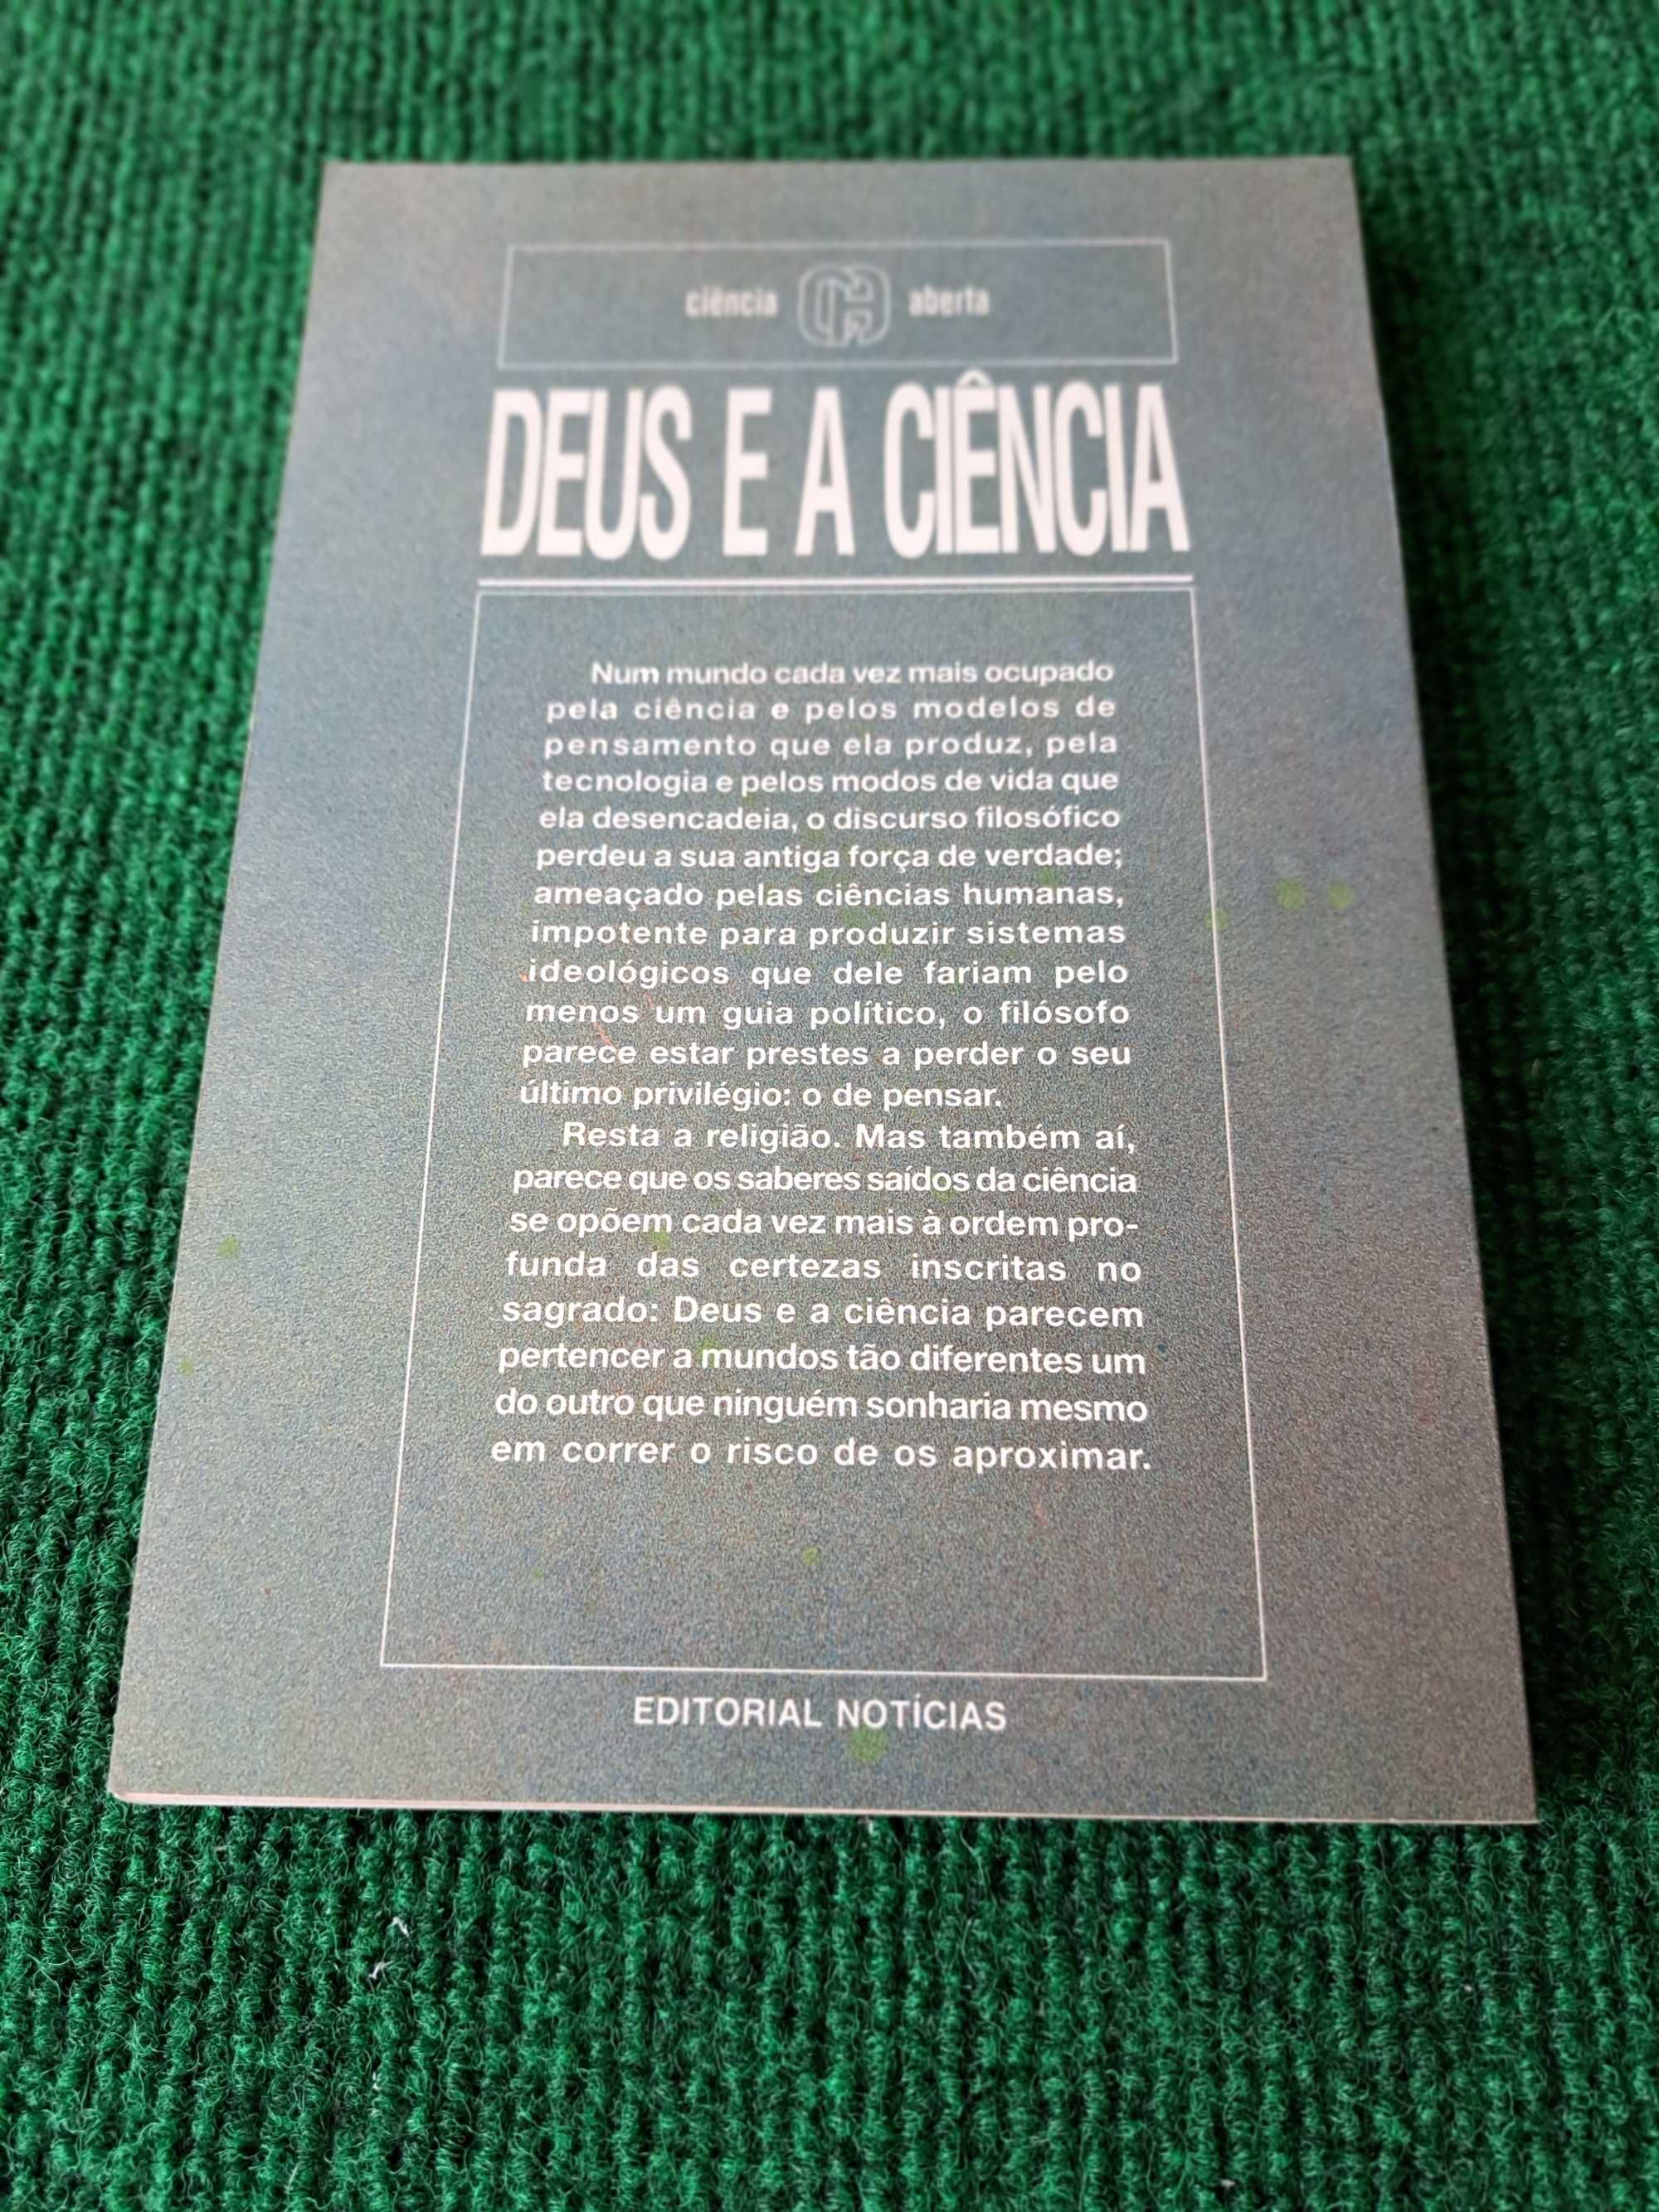 ciência aberta
DEUS E A CIÊNCIA
Num mundo cada vez mais ocupado
pela ciência e pelos modelos de
pensamento que ela produz, pela
tecnologia e pelos modos de vida que
ela desencadeia, o discurso filosófico
perdeu a sua antiga força de verdade;
ameaçado pelas ciências humanas,
impotente para produzir sistemas
ideológicos que dele fariam pelo
menos um guia político, o filósofo
parece estar prestes a perder o seu
último privilégio: o de pensar.
Resta a religião. Mas também aí,
parece que os saberes saídos da ciência
se opõem cada vez mais à ordem pro-
funda das certezas inscritas no
sagrado: Deus e a ciência parecem
pertencer a mundos tão diferentes um
do outro que ninguém sonharia mesmo
em correr o risco de os aproximar.
EDITORIAL NOTÍCIAS